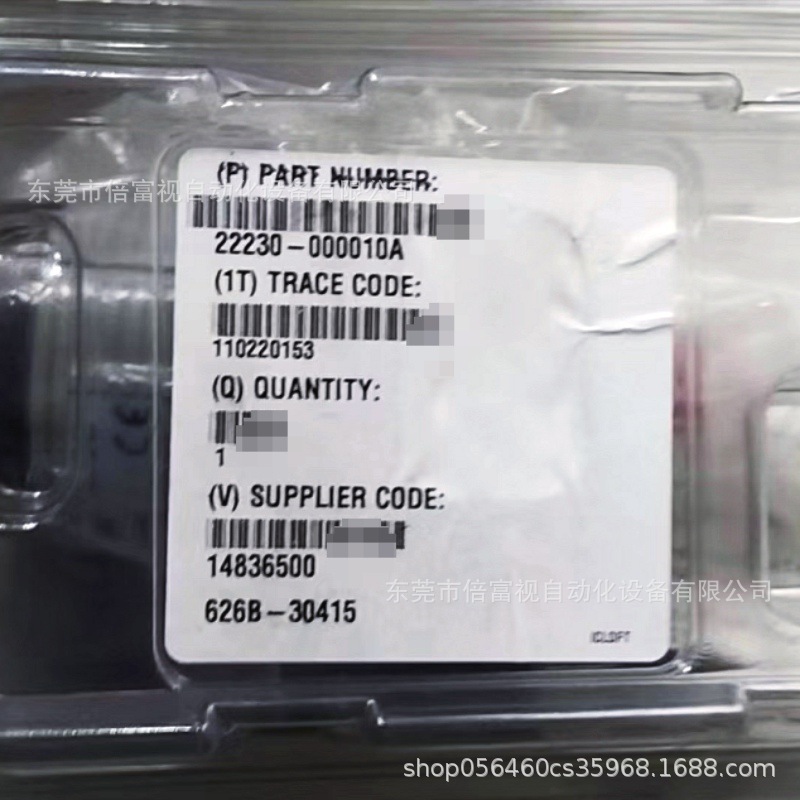 (P) PART NUMBER:
东莞市倍富视自动化设备有限公司
22230-000010A
(1T) TRACE CODE:
110220153
(Q) QUANTITY:
1
(V) SUPPLIER CODE:
14836500
东莞市倍富视自动化设备有限公司
626B-30415
shop056460cs35968.1688.com